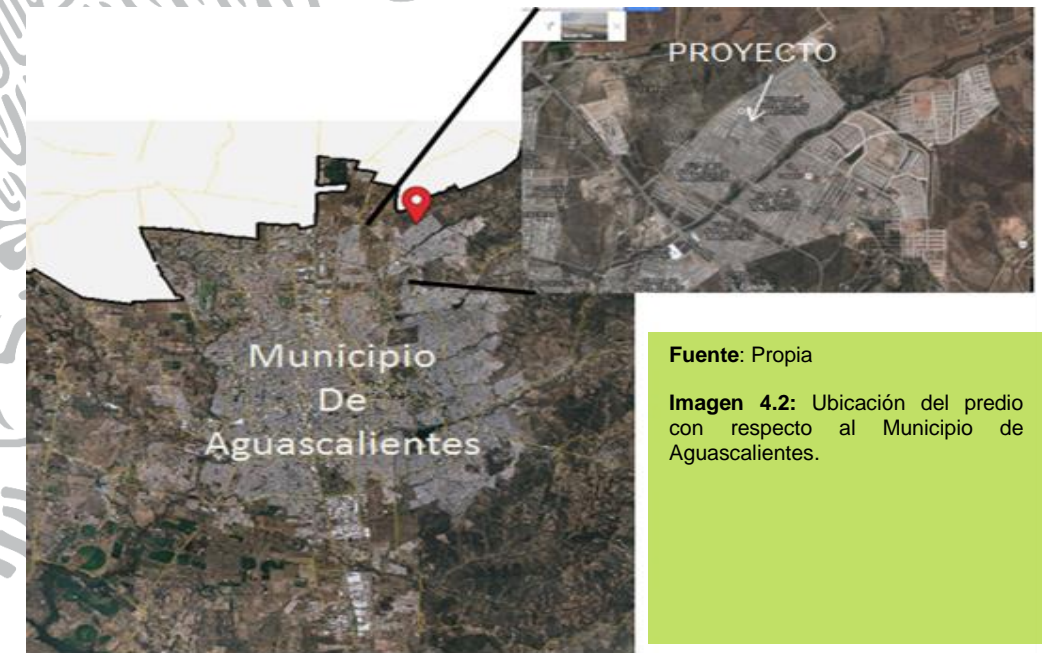 PROYECTO
Municipio
De
Aguascalientes
Fuente: Propia
Imagen 4.2: Ubicación del predio
con respecto al Municipio de
Aguascalientes.